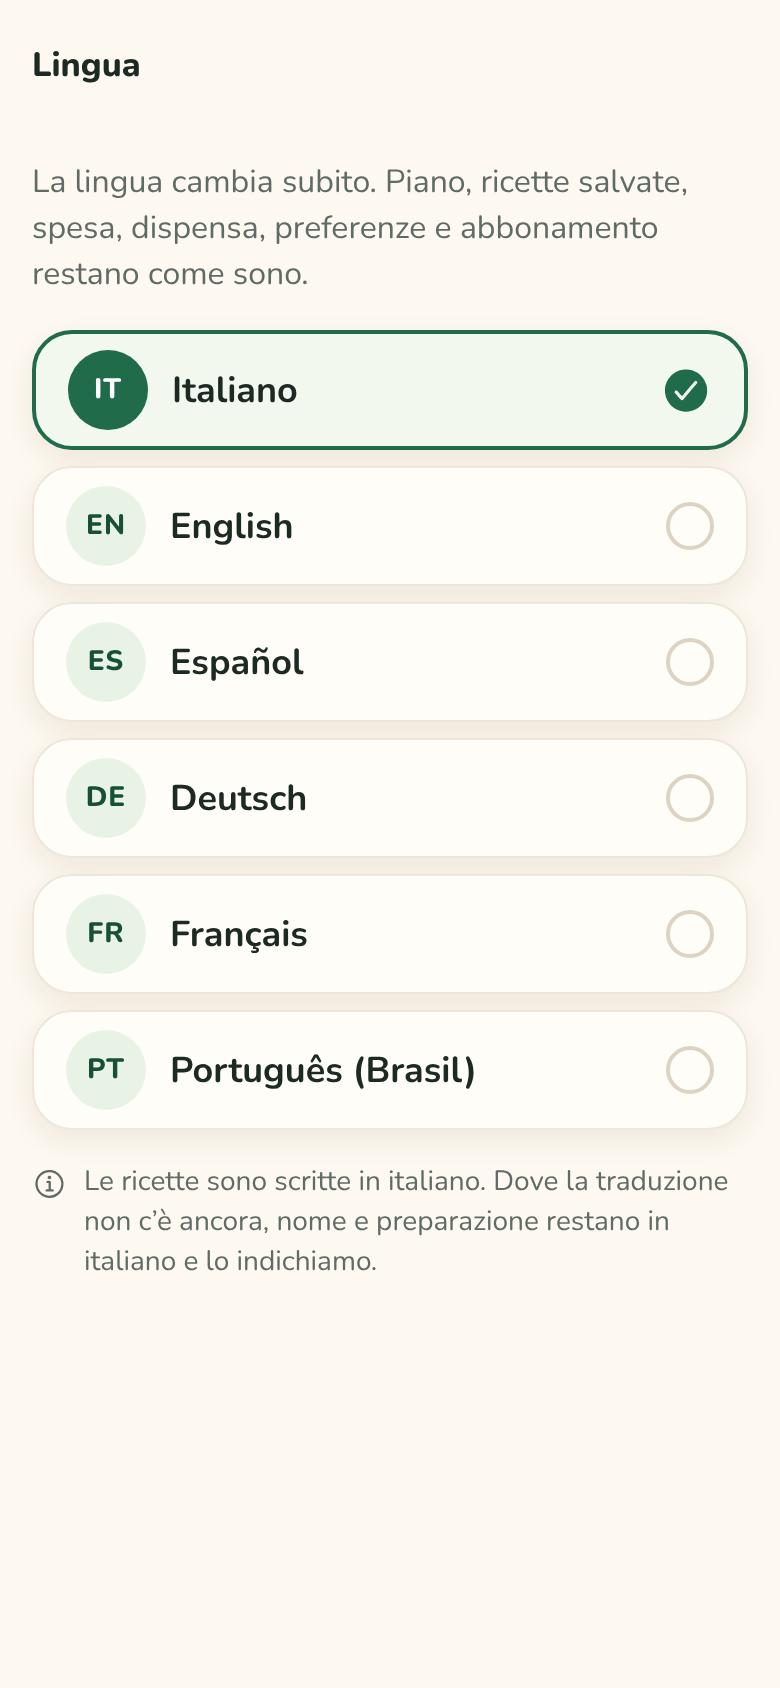 Lingua
La lingua cambia subito. Piano, ricette salvate,
spesa, dispensa, preferenze e abbonamento
restano come sono.
IT Italiano
EN English
ES Español
DE Deutsch
FR Français
PT Português (Brasil)
Le ricette sono scritte in italiano. Dove la traduzione
non c’è ancora, nome e preparazione restano in
italiano e lo indichiamo.